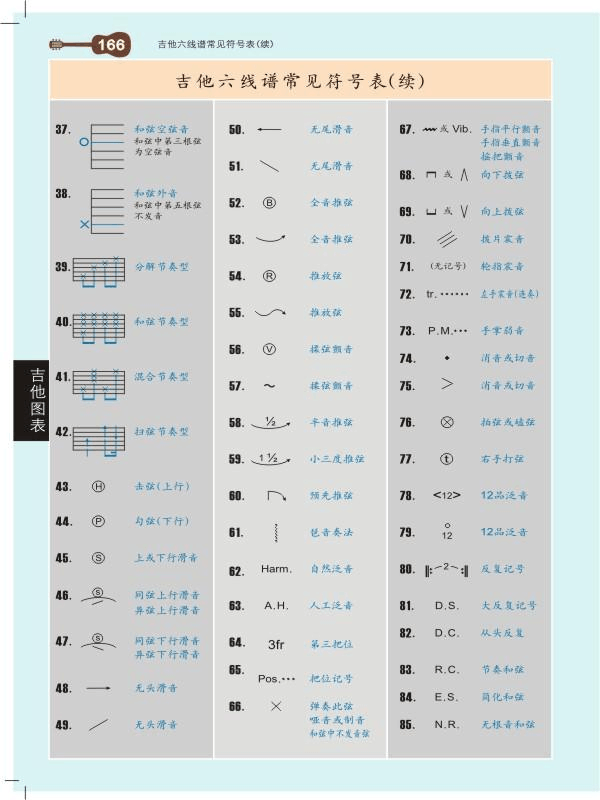 166
吉他六线谱常见符号表(续)
吉他六线谱常见符号表(续)
吉他图表
37. 和弦空弦音
和弦中第三根弦
为空弦音
38. 和弦外音
和弦中第五根弦
不发音
39. 分解节奏型
40. 和弦节奏型
41. 混合节奏型
42. 扫弦节奏型
43. H 击弦(上行)
44. P 勾弦(下行)
45. S 上或下行滑音
46. S 同弦上行滑音
异弦上行滑音
47. S 同弦下行滑音
异弦下行滑音
48. 无头滑音
49. 无头滑音
50. 无尾滑音
51. 无尾滑音
52. B 全音推弦
53. 全音推弦
54. R 推放弦
55. 推放弦
56. V 揉弦颤音
57. ～ 揉弦颤音
58. ½ 半音推弦
59. 1½ 小三度推弦
60. 预先推弦
61. 琶音奏法
62. Harm. 自然泛音
63. A.H. 人工泛音
64. 3fr 第三把位
65. Pos.··· 把位记号
66. × 弹奏此弦
哑音或制音
和弦中不发音弦
67. 或 Vib. 手指平行颤音
手指垂直颤音
摇把颤音
68. 或 向下拨弦
69. 或 向上拨弦
70. 拨片震音
71. (无记号) 轮指震音
72. tr. ······ 左手震音(连奏)
73. P.M.··· 手掌弱音
74. 消音或切音
75. > 消音或切音
76. ⊗ 拍弦或磕弦
77. t 右手打弦
78. <12> 12品泛音
79. ○
12 12品泛音
80. 2 反复记号
81. D.S. 大反复记号
82. D.C. 从头反复
83. R.C. 节奏和弦
84. E.S. 简化和弦
85. N.R. 无根音和弦